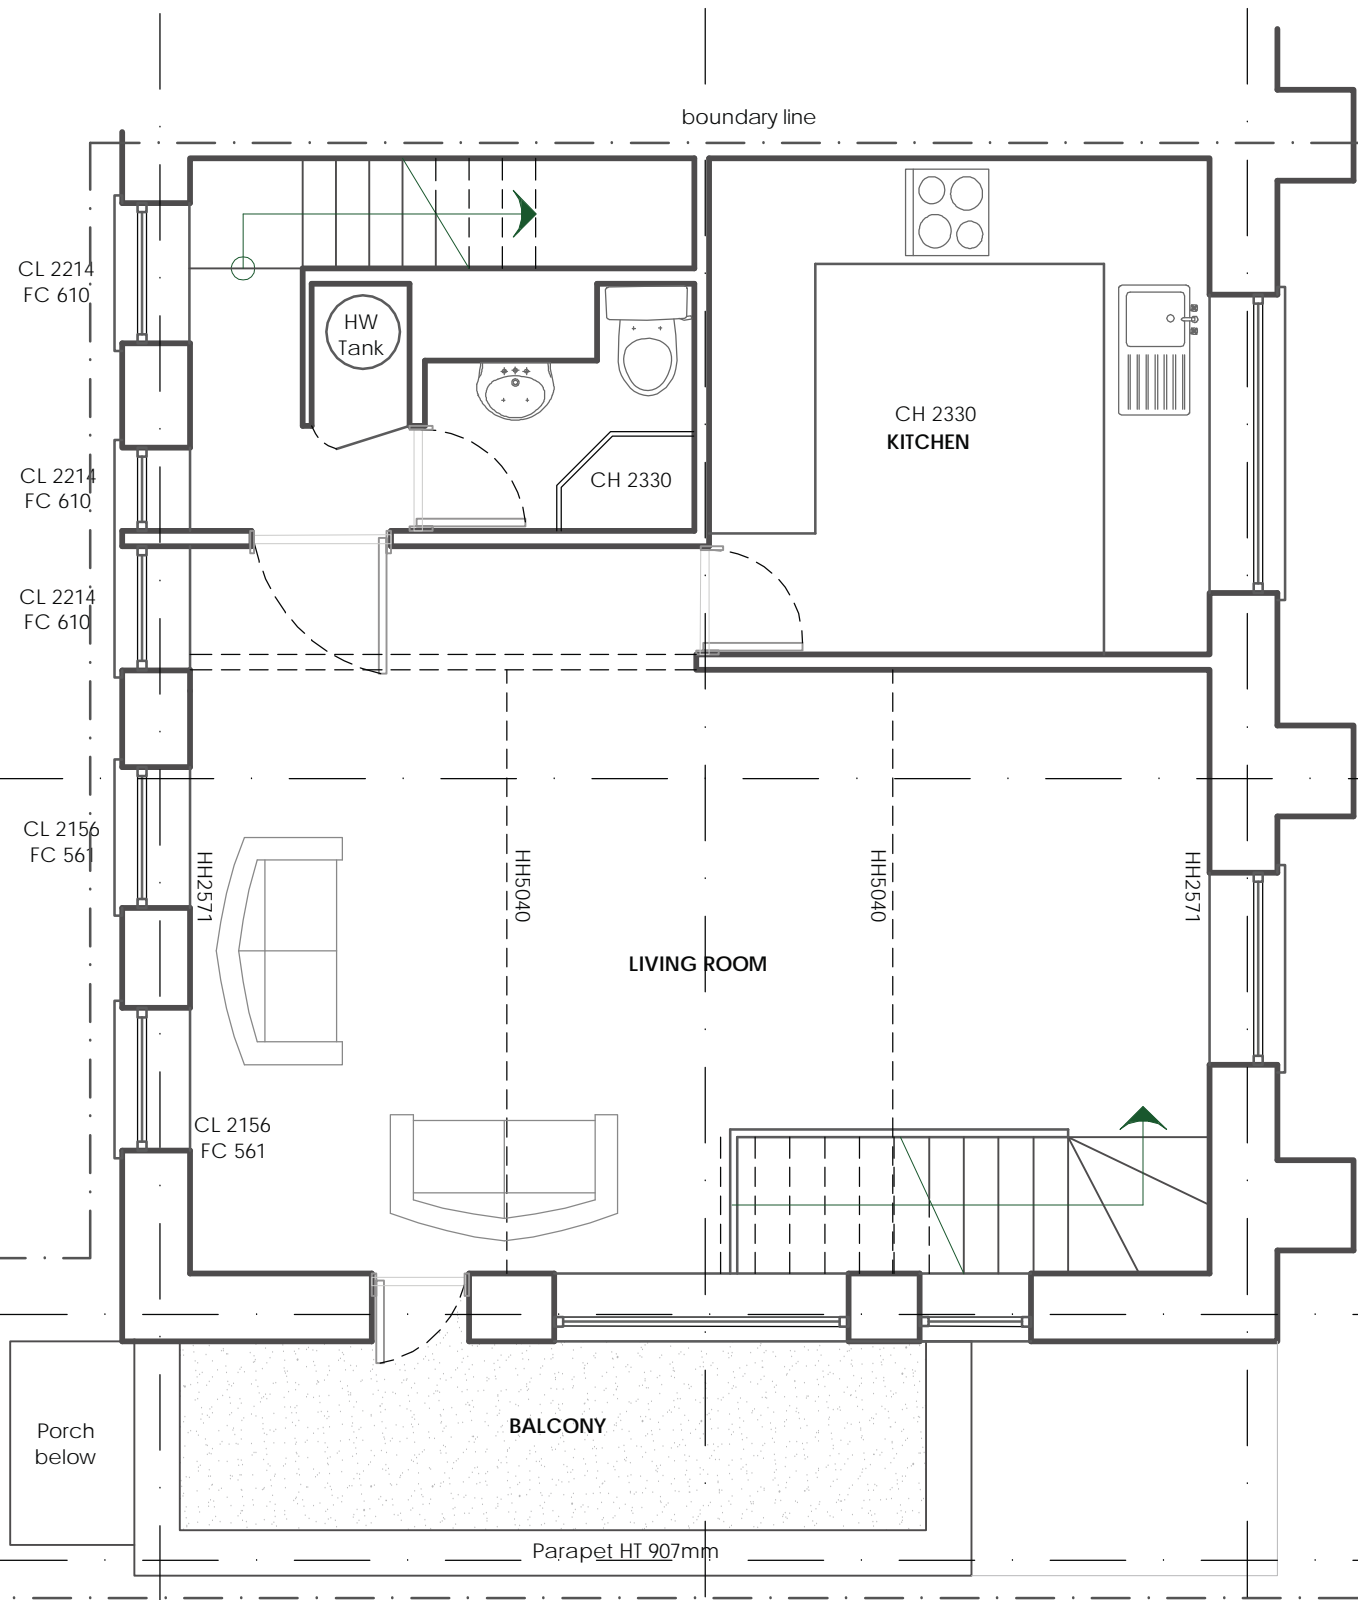 boundary line
CL 2214
FC 610
HW
Tank
CH 2330
KITCHEN
CL 2214
FC 610
CH 2330
CL 2214
FC 610
CL 2156
FC 561
HH2571
HH5040
HH5040
HH2571
LIVING ROOM
CL 2156
FC 561
BALCONY
Porch
below
Parapet HT 907mm